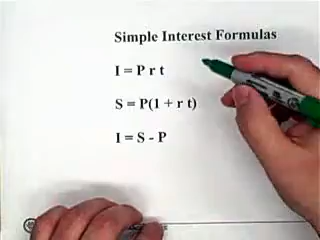 Simple Interest Formulas
I = P r t
S = P(1 + r t)
I = S - P